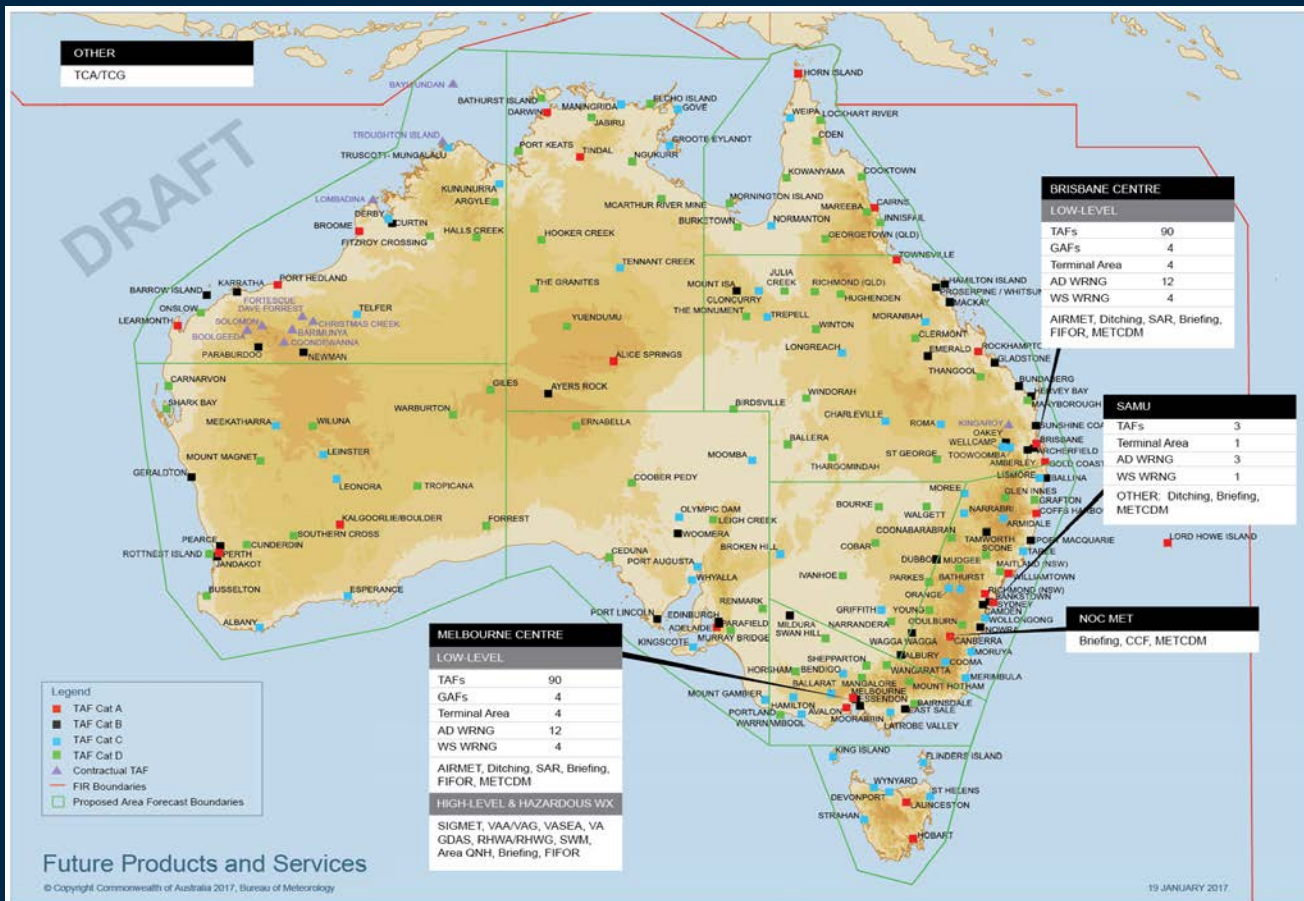 OTHER
TCA/TCG
DRAFT
BAYU UNDAN
BATHURST ISLAND
DARWIN
MANINGRIDA
ELCHO ISLAND
GOVE
JABIRU
HORN ISLAND
WEIPA
LOCKHART RIVER
COEN
TROUGHTON ISLAND
TRUSCOTT- MUNGALALU
PORT KEATS
TINDAL
NGUKURR
GROOTE EYLANDT
KOWANYAMA
COOKTOWN
KUNUNURRA
ARGYLE
MCARTHUR RIVER MINE
MORNINGTON ISLAND
BURKETOWN
NORMANTON
MAREEBA
CAIRNS
INNISFAIL
LOMBADINA
DERBY
CURTIN
BROOME
FITZROY CROSSING
HALLS CREEK
HOOKER CREEK
GEORGETOWN (QLD)
TOWNSVILLE
TENNANT CREEK
THE GRANITES
MOUNT ISA
CLONCURRY
JULIA
CREEK
RICHMOND (QLD)
HUGHENDEN
HAMILTON ISLAND
PROSERPINE / WHITSUN
MACKAY
BARROW ISLAND
KARRATHA
PORT HEDLAND
ONSLOW
LEARMONTH
FORTESCUE
DAVE FORREST
SOLOMON
CHRISTMAS CREEK
BOOLGEEDA
BARIMUNYA
COONDEWANNA
PARABURDOO
NEWMAN
TELFER
YUENDUMU
THE MONUMENT
TREPELL
WINTON
MORANBAH
CLERMONT
LONGREACH
EMERALD
ROCKHAMPTO
GLADSTONE
THANGOOL
ALICE SPRINGS
CARNARVON
SHARK BAY
GILES
AYERS ROCK
BIRDSVILLE
WINDORAH
BUNDABERG
HERVEY BAY
MARYBOROUGH
MEEKATHARRA
WILUNA
WARBURTON
ERNABELLA
CHARLEVILLE
ROMA
KINGAROY
SUNSHINE COA
OAKEY
WELLCAMP
BRISBANE
ARCHERFIELD
TOOWOOMBA
AMBERLEY
GOLD COAST
MOUNT MAGNET
LEINSTER
MOOMBA
BALLERA
THARGOMINDAH
ST GEORGE
LISMORE
BALLINA
GERALDTON
LEONORA
TROPICANA
COOBER PEDY
MOREE
GLEN INNES
GRAFTON
BOURKE
WALGETT
NARRABRI
COFFS HARBO
ARMIDALE
KALGOORLIE/BOULDER
SOUTHERN CROSS
FORREST
OLYMPIC DAM
LEIGH CREEK
WOOMERA
BROKEN HILL
COONABARABRAN
COBAR
TAMWORTH
SCONE
PORT MACQUARIE
TAREE
LORD HOWE ISLAND
PEARCE
ROTTNEST ISLAND
CUNDERDIN
PERTH
JANDAKOT
CEDUNA
PORT AUGUSTA
WHYALLA
DUBBO
MUDGEE
MAITLAND (NSW)
WILLIAMTOWN
IVANHOE
PARKES
BATHURST
RICHMOND (NSW)
BANKSTOWN
SYDNEY
ORANGE
CAMDEN
BUSSELTON
ALBANY
ESPERANCE
PORT LINCOLN
EDINBURGH
RENMARK
PARAFIELD
ADELAIDE
MURRAY BRIDGE
KINGSCOTE
MILDURA
SWAN HILL
GRIFFITH
YOUNG
NARRANDERA
GOULBURN
WOLLONGONG
NOWRA
WAGGA WAGGA
CANBERRA
ALBURY
MORUYA
COOMA
SHEPPARTON
WANGARATTA
MERIMBULA
HORSHAM
BENDIGO
MANGALORE
MOUNT HOTHAM
BALLARAT
MELBOURNE
ESSENDON
BAIRNSDALE
MOUNT GAMBIER
HAMILTON
EAST SALE
PORTLAND
AVALON
MOORABBIN
WARRNAMBOOL
LATROBE VALLEY
KING ISLAND
FLINDERS ISLAND
WYNYARD
DEVONPORT
ST HELENS
LAUNCESTON
STRAHAN
HOBART
BRISBANE CENTRE
LOW-LEVEL
TAFs 90
GAFs 4
Terminal Area 4
AD WRNG 12
WS WRNG 4
AIRMET, Ditching, SAR, Briefing,
FIFOR, METCDM
SAMU
TAFs 3
Terminal Area 1
AD WRNG 3
WS WRNG 1
OTHER: Ditching, Briefing,
METCDM
NOC MET
Briefing, CCF, METCDM
MELBOURNE CENTRE
LOW-LEVEL
TAFs 90
GAFs 4
Terminal Area 4
AD WRNG 12
WS WRNG 4
AIRMET, Ditching, SAR, Briefing,
FIFOR, METCDM
HIGH-LEVEL & HAZARDOUS WX
SIGMET, VAA/VAG, VASEA, VA
GDAS, RHWA/RHWG, SWM,
Area QNH, Briefing, FIFOR
Legend
TAF Cat A
TAF Cat B
TAF Cat C
TAF Cat D
Contractual TAF
FIR Boundaries
Proposed Area Forecast Boundaries
Future Products and Services
© Copyright Commonwealth of Australia 2017, Bureau of Meteorology
19 JANUARY 2017